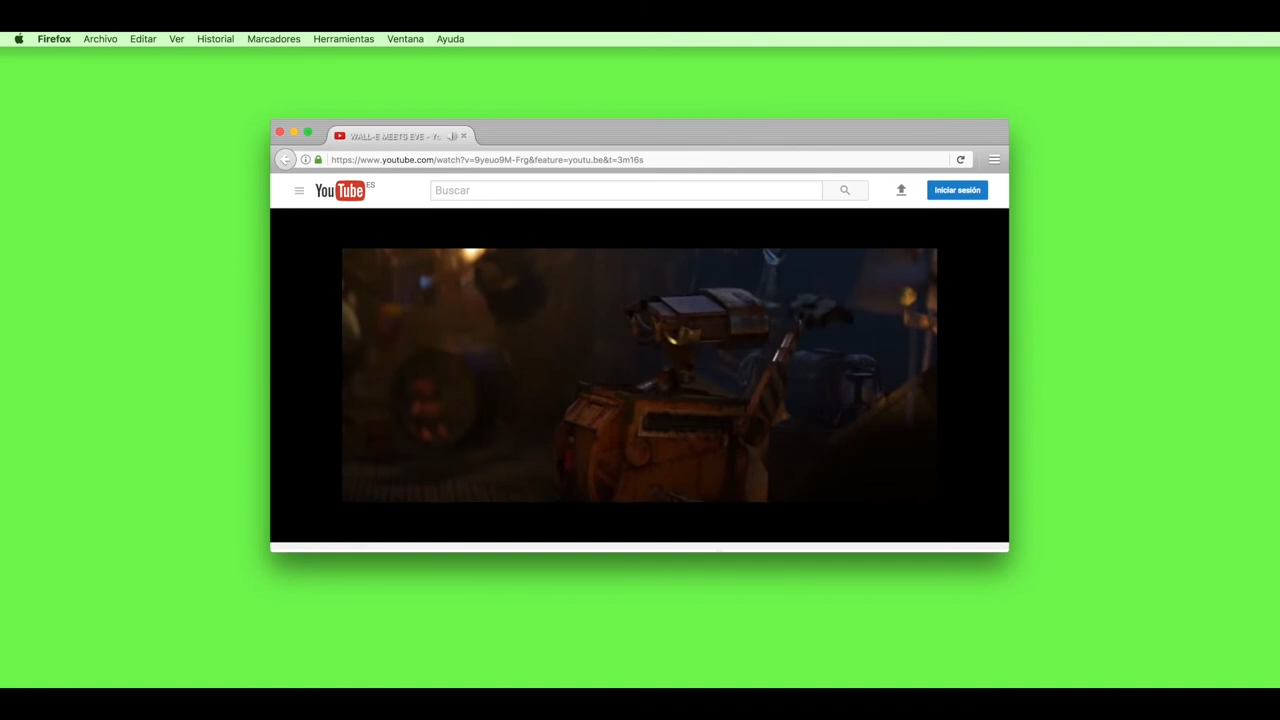 Firefox Archivo Editar Ver Historial Marcadores Herramientas Ventana Ayuda
WALL-E MEETS EVE - Yo
https://www.youtube.com/watch?v=9yeuo9M-Frg&feature=youtu.be&t=3m16s
YouTube ES Buscar Iniciar sesión